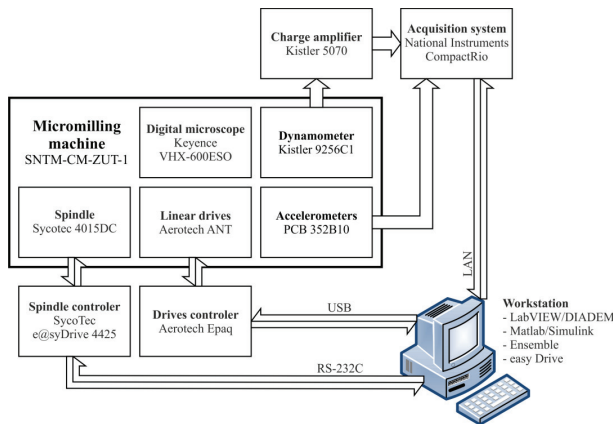 Charge amplifier
Kistler 5070
Acquisition system
National Instruments
CompactRio
Micromilling
machine
SNTM-CM-ZUT-1
Digital microscope
Keyence
VHX-600ESO
Dynamometer
Kistler 9256C1
Spindle
Sycotec 4015DC
Linear drives
Aerotech ANT
Accelerometers
PCB 352B10
LAN
Spindle controler
SycoTec
e@syDrive 4425
Drives controler
Aerotech Epaq
USB
RS-232C
Workstation
- LabVIEW/DIADEM
- Matlab/Simulink
- Ensemble
- easy Drive